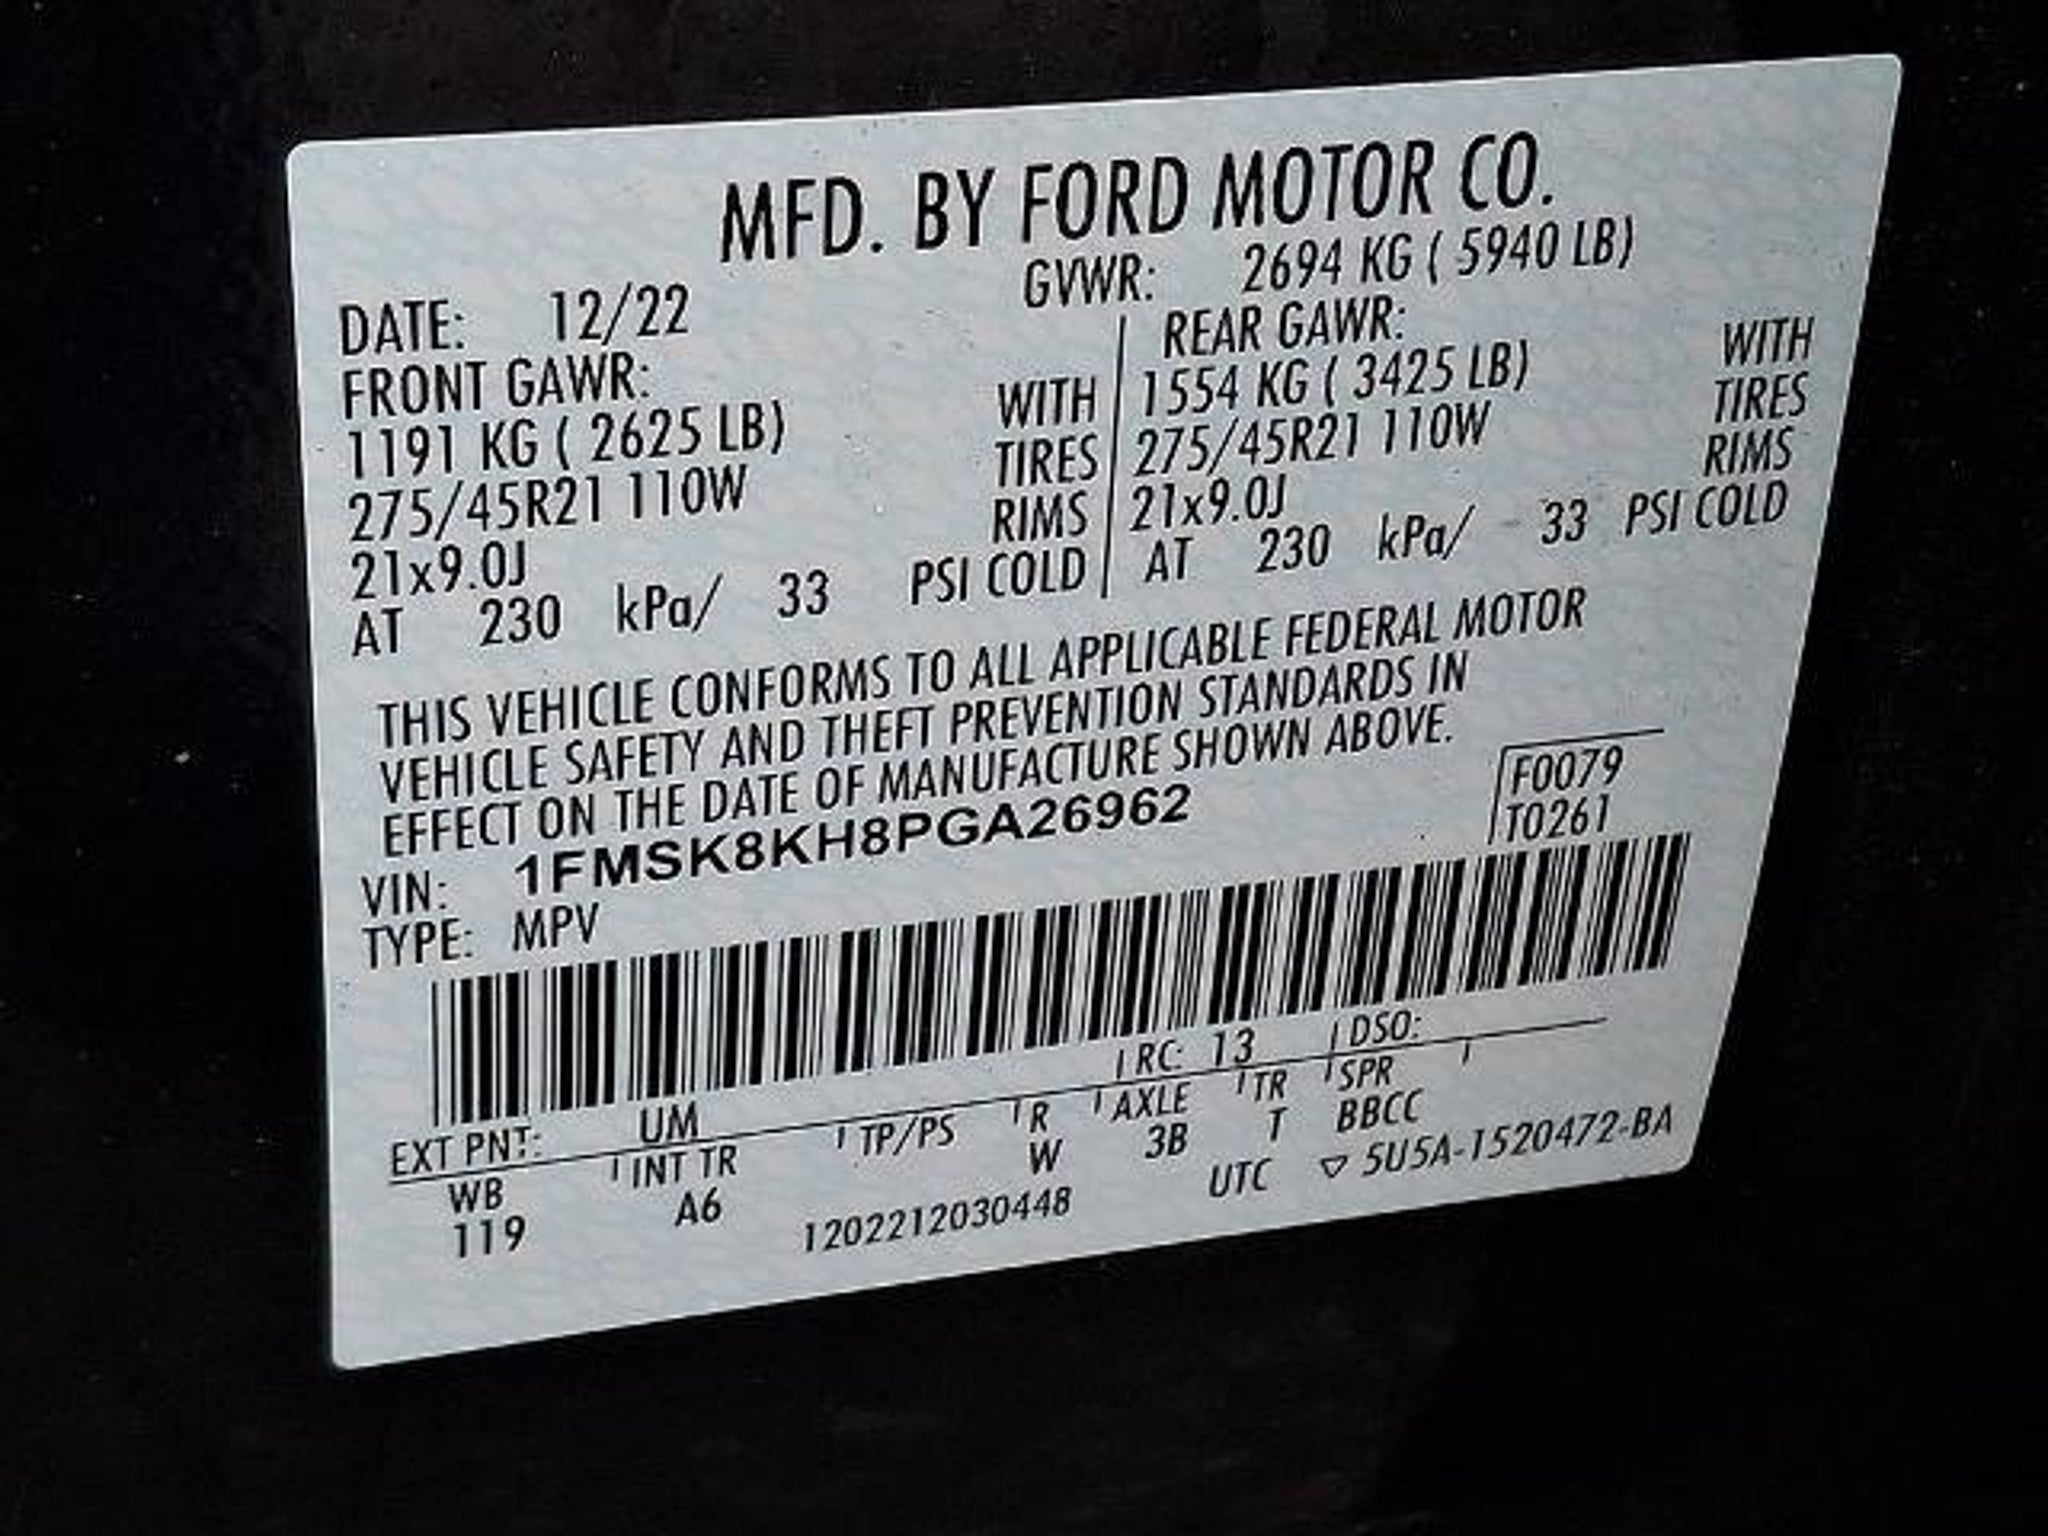 MFD. BY FORD MOTOR CO.
DATE: 12/22 GVWR: 2694 KG ( 5940 LB)
FRONT GAWR: REAR GAWR:
1191 KG ( 2625 LB) WITH 1554 KG ( 3425 LB) WITH
275/45R21 110W TIRES 275/45R21 110W TIRES
21x9.0J RIMS 21x9.0J RIMS
AT 230 kPa/ 33 PSI COLD AT 230 kPa/ 33 PSI COLD
THIS VEHICLE CONFORMS TO ALL APPLICABLE FEDERAL MOTOR
VEHICLE SAFETY AND THEFT PREVENTION STANDARDS IN
EFFECT ON THE DATE OF MANUFACTURE SHOWN ABOVE.
F0079
VIN: 1FMSK8KH8PGA26962
T0261
TYPE: MPV
EXT PNT: UM RC: 13 DSO:
WB INT TR TP/PS R AXLE TR SPR
119 A6 W 3B T BBCC
1202212030448 UTC ▽ 5U5A-1520472-BA